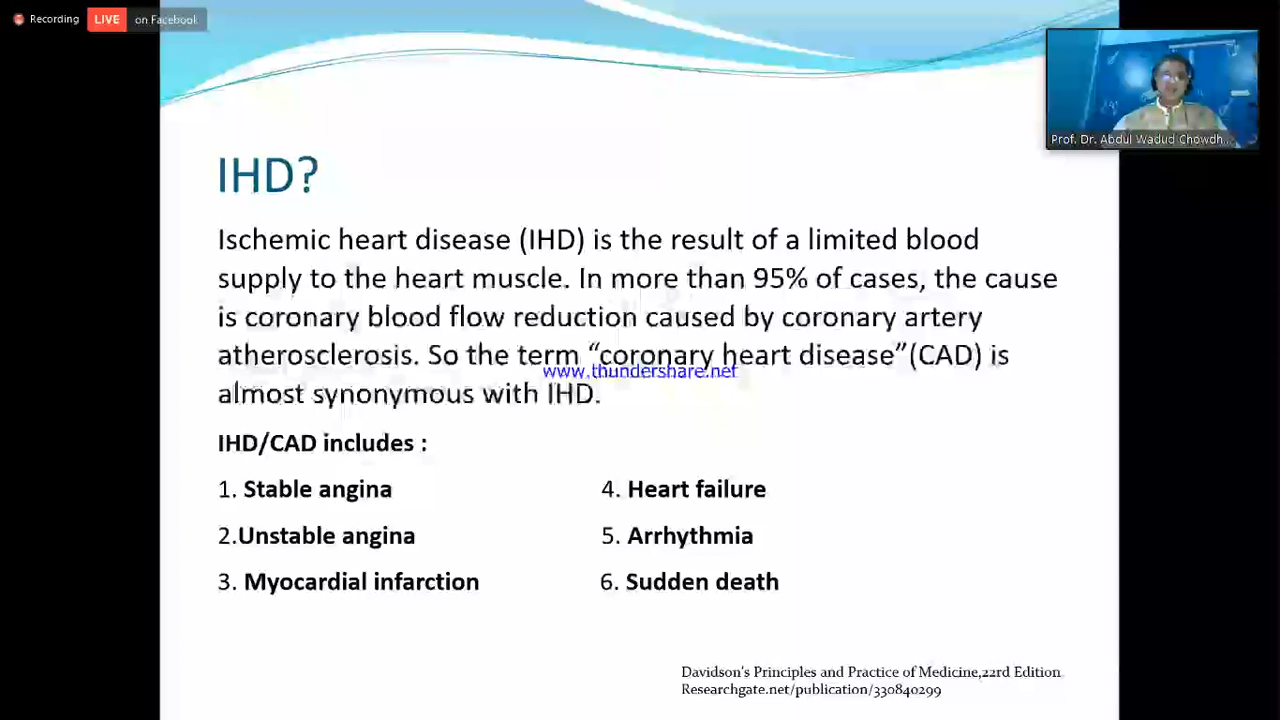 Recording LIVE on Facebook
Prof. Dr. Abdul Wadud Chowdh...
IHD?
Ischemic heart disease (IHD) is the result of a limited blood
supply to the heart muscle. In more than 95% of cases, the cause
is coronary blood flow reduction caused by coronary artery
atherosclerosis. So the term “coronary heart disease”(CAD) is
www.thundershare.net
almost synonymous with IHD.
IHD/CAD includes :
1. Stable angina
2.Unstable angina
3. Myocardial infarction
4. Heart failure
5. Arrhythmia
6. Sudden death
Davidson's Principles and Practice of Medicine,22rd Edition
Researchgate.net/publication/330840299